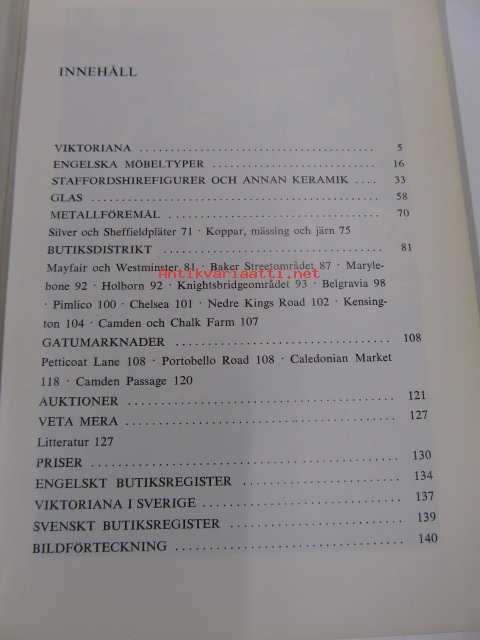 INNEHÅLL
VIKTORIANA ..................................... 5
ENGELSKA MÖBELTYPER .......................... 16
STAFFORDSHIREFIGURER OCH ANNAN KERAMIK .... 33
GLAS ............................................ 58
METALLFÖREMÅL ................................. 70
Silver och Sheffieldpläter 71 · Koppar, mässing och järn 75
BUTIKSDISTRIKT .................................. 81
Mayfair och Westminster 81 · Baker Streetområdet 87 · Maryle-
bone 92 · Holborn 92 · Knightsbridgeområdet 93 · Belgravia 98
· Pimlico 100 · Chelsea 101 · Nedre Kings Road 102 · Kensing-
ton 104 · Camden och Chalk Farm 107
Antikvariaatti.net
GATUMARKNADER ................................. 108
Petticoat Lane 108 · Portobello Road 108 · Caledonian Market
118 · Camden Passage 120
AUKTIONER ...................................... 121
VETA MERA ...................................... 127
Litteratur 127
PRISER .......................................... 130
ENGELSKT BUTIKSREGISTER ....................... 134
VIKTORIANA I SVERIGE ........................... 137
SVENSKT BUTIKSREGISTER ......................... 139
BILDFÖRTECKNING ................................ 140